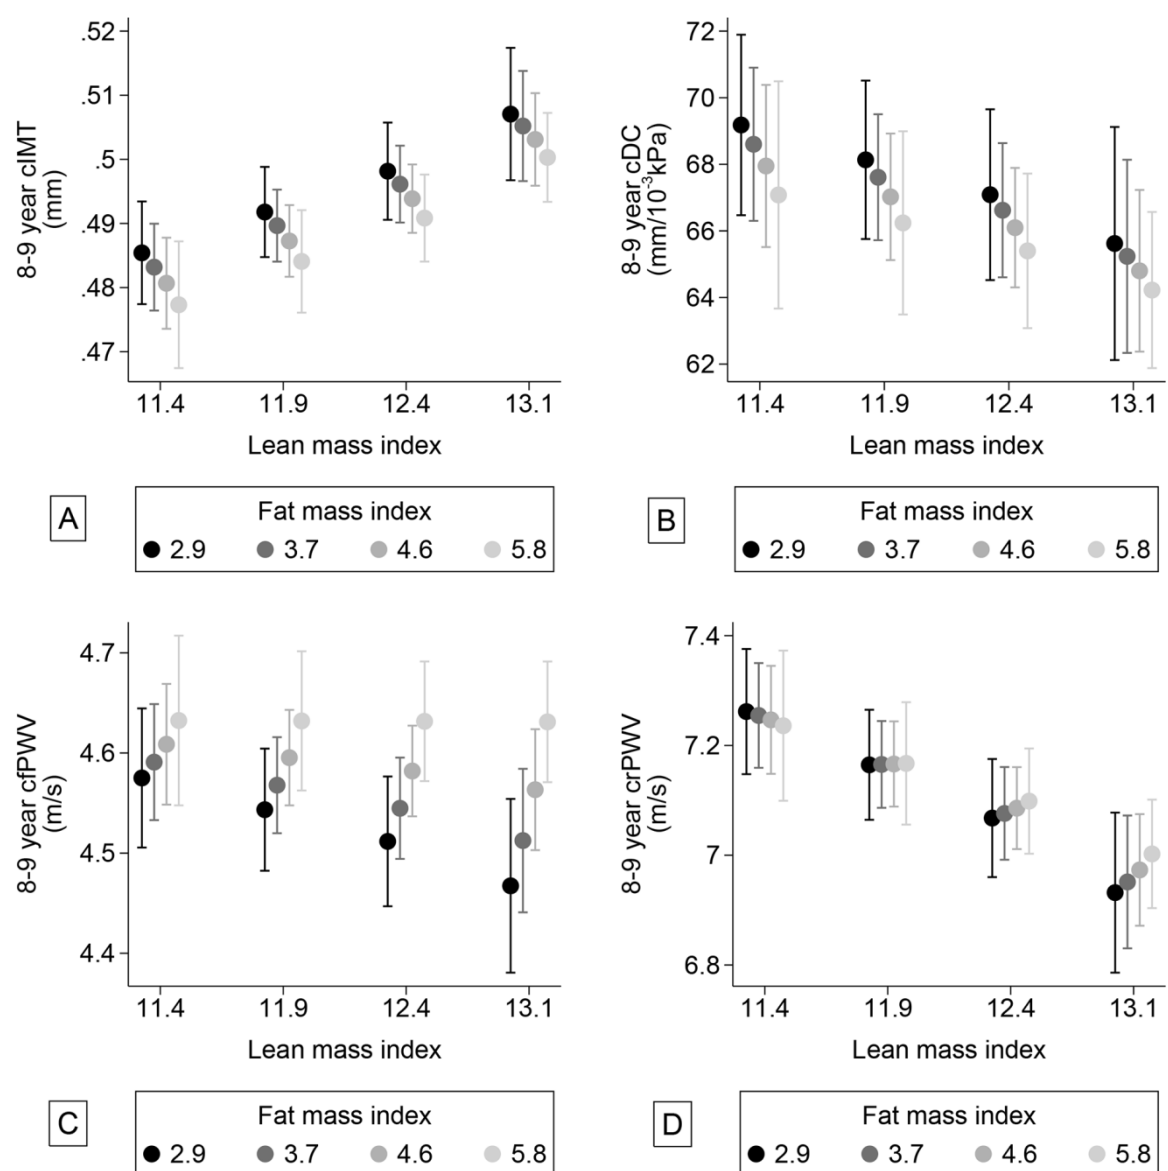 8-9 year cIMT
(mm)
.52
.51
.5
.49
.48
.47
11.4 11.9 12.4 13.1
Lean mass index
A
Fat mass index
2.9 3.7 4.6 5.8
8-9 year cDC
(mm/10⁻³kPa)
72
70
68
66
64
62
11.4 11.9 12.4 13.1
Lean mass index
B
Fat mass index
2.9 3.7 4.6 5.8
8-9 year cfPWV
(m/s)
4.7
4.6
4.5
4.4
11.4 11.9 12.4 13.1
Lean mass index
C
Fat mass index
2.9 3.7 4.6 5.8
8-9 year crPWV
(m/s)
7.4
7.2
7
6.8
11.4 11.9 12.4 13.1
Lean mass index
D
Fat mass index
2.9 3.7 4.6 5.8